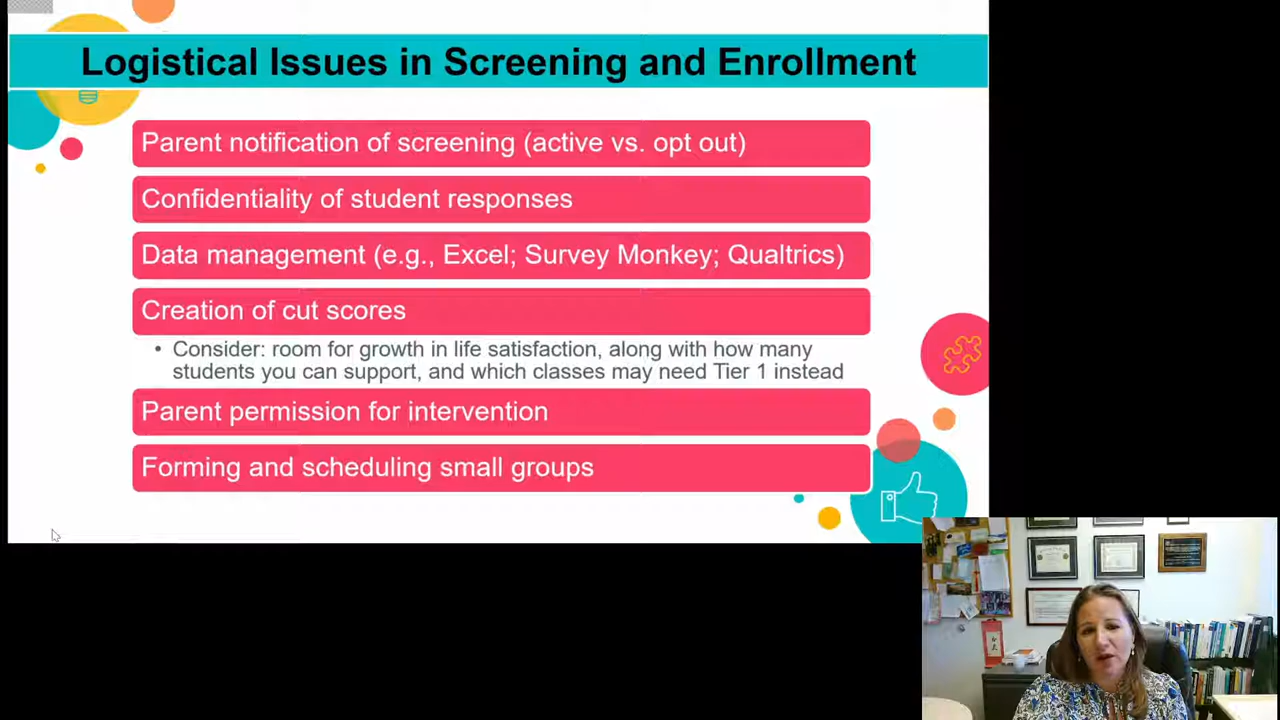 Logistical Issues in Screening and Enrollment
Parent notification of screening (active vs. opt out)
Confidentiality of student responses
Data management (e.g., Excel; Survey Monkey; Qualtrics)
Creation of cut scores
• Consider: room for growth in life satisfaction, along with how many
students you can support, and which classes may need Tier 1 instead
Parent permission for intervention
Forming and scheduling small groups